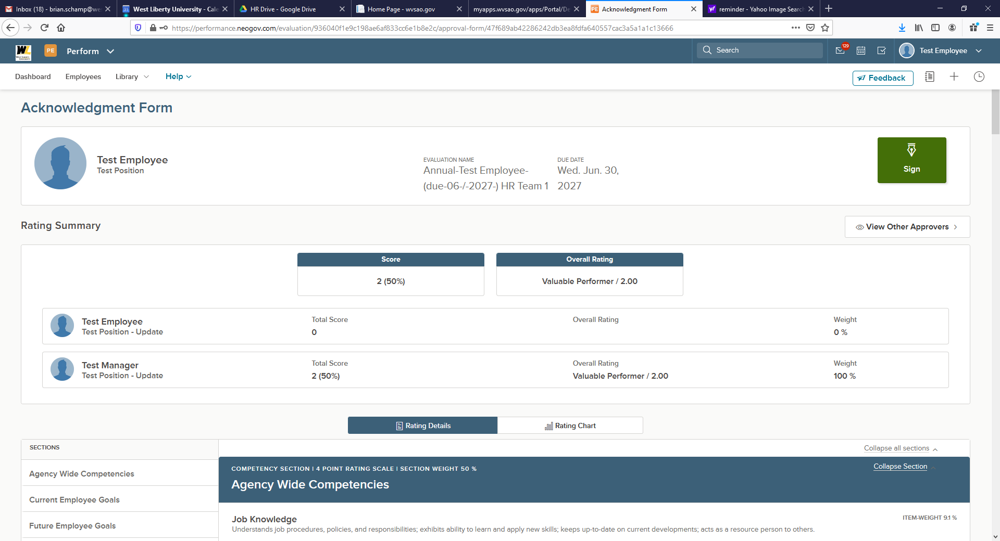 Inbox (18) - brian.schamp@we
West Liberty University - Cale
HR Drive - Google Drive
Home Page - wvsao.gov
myapps.wvsao.gov/apps/Portal/De
PE Acknowledgment Form
reminder - Yahoo Image Search
https://performance.neogov.com/evaluation/936040f1e9c198ae6af833cc6e1b8e2c/approval-form/47f689ab42286242db3ea8fdfa640557cac3a5a1a1c13666
WL
PE
Perform
Search
129
Test Employee
Dashboard
Employees
Library
Help
Feedback
Acknowledgment Form
Test Employee
Test Position
EVALUATION NAME
Annual-Test Employee-
(due-06-/-2027-) HR Team 1
DUE DATE
Wed. Jun. 30,
2027
Sign
Rating Summary
View Other Approvers
Score
2 (50%)
Overall Rating
Valuable Performer / 2.00
Test Employee
Test Position - Update
Total Score
0
Overall Rating
Weight
0 %
Test Manager
Test Position - Update
Total Score
2 (50%)
Overall Rating
Valuable Performer / 2.00
Weight
100 %
Rating Details
Rating Chart
SECTIONS
Agency Wide Competencies
Current Employee Goals
Future Employee Goals
Collapse all sections
COMPETENCY SECTION | 4 POINT RATING SCALE | SECTION WEIGHT 50 %
Collapse Section
Agency Wide Competencies
Job Knowledge
ITEM-WEIGHT 9.1 %
Understands job procedures, policies, and responsibilities; exhibits ability to learn and apply new skills; keeps up-to-date on current developments; acts as a resource person to others.